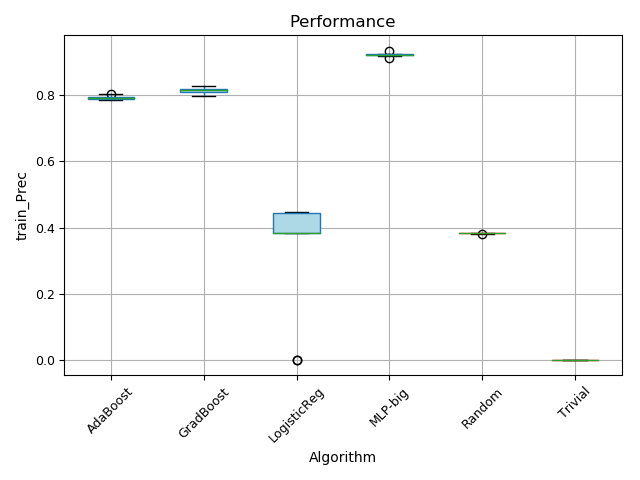 Performance
train_Prec
0.8
0.6
0.4
0.2
0.0
AdaBoost
GradBoost
LogisticReg
MLP-big
Random
Trivial
Algorithm